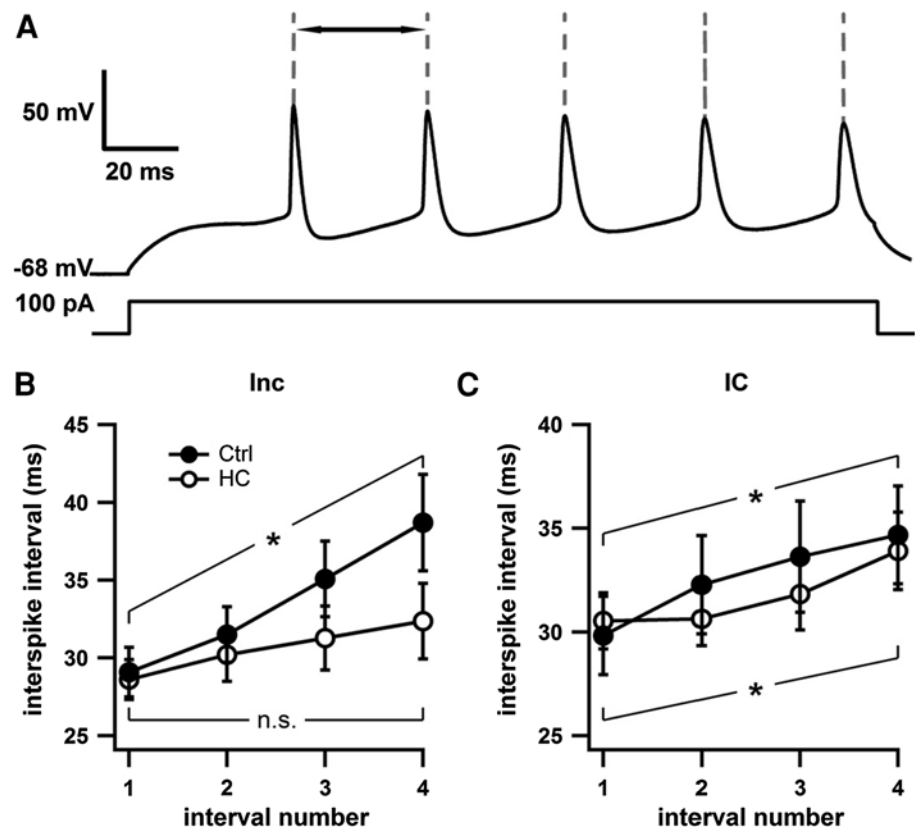 A
50 mV
20 ms
-68 mV
100 pA
B
Inc
interspike interval (ms)
45
40
35
30
25
Ctrl
HC
*
n.s.
1 2 3 4
interval number
C
IC
interspike interval (ms)
40
35
30
25
*
*
1 2 3 4
interval number